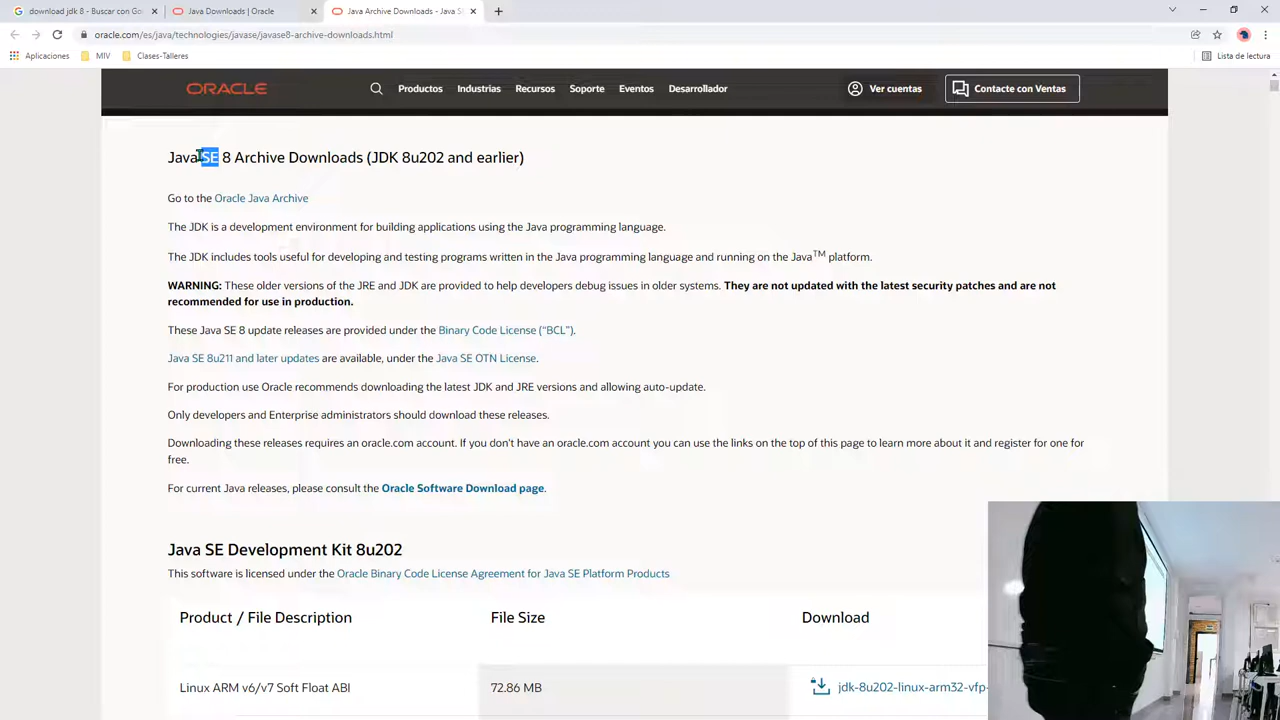 download jdk 8 - Buscar con Go
Java Downloads | Oracle
Java Archive Downloads - Java S
oracle.com/es/java/technologies/javase/javase8-archive-downloads.html
Aplicaciones
MIV
Clases-Talleres
Lista de lectura
ORACLE
Productos
Industrias
Recursos
Soporte
Eventos
Desarrollador
Ver cuentas
Contacte con Ventas
Java SE 8 Archive Downloads (JDK 8u202 and earlier)
Go to the Oracle Java Archive
The JDK is a development environment for building applications using the Java programming language.
The JDK includes tools useful for developing and testing programs written in the Java programming language and running on the Java™ platform.
WARNING: These older versions of the JRE and JDK are provided to help developers debug issues in older systems. They are not updated with the latest security patches and are not
recommended for use in production.
These Java SE 8 update releases are provided under the Binary Code License (“BCL”).
Java SE 8u211 and later updates are available, under the Java SE OTN License.
For production use Oracle recommends downloading the latest JDK and JRE versions and allowing auto-update.
Only developers and Enterprise administrators should download these releases.
Downloading these releases requires an oracle.com account. If you don't have an oracle.com account you can use the links on the top of this page to learn more about it and register for one for
free.
For current Java releases, please consult the Oracle Software Download page.
Java SE Development Kit 8u202
This software is licensed under the Oracle Binary Code License Agreement for Java SE Platform Products
Product / File Description
File Size
Download
Linux ARM v6/v7 Soft Float ABI
72.86 MB
jdk-8u202-linux-arm32-vfp-